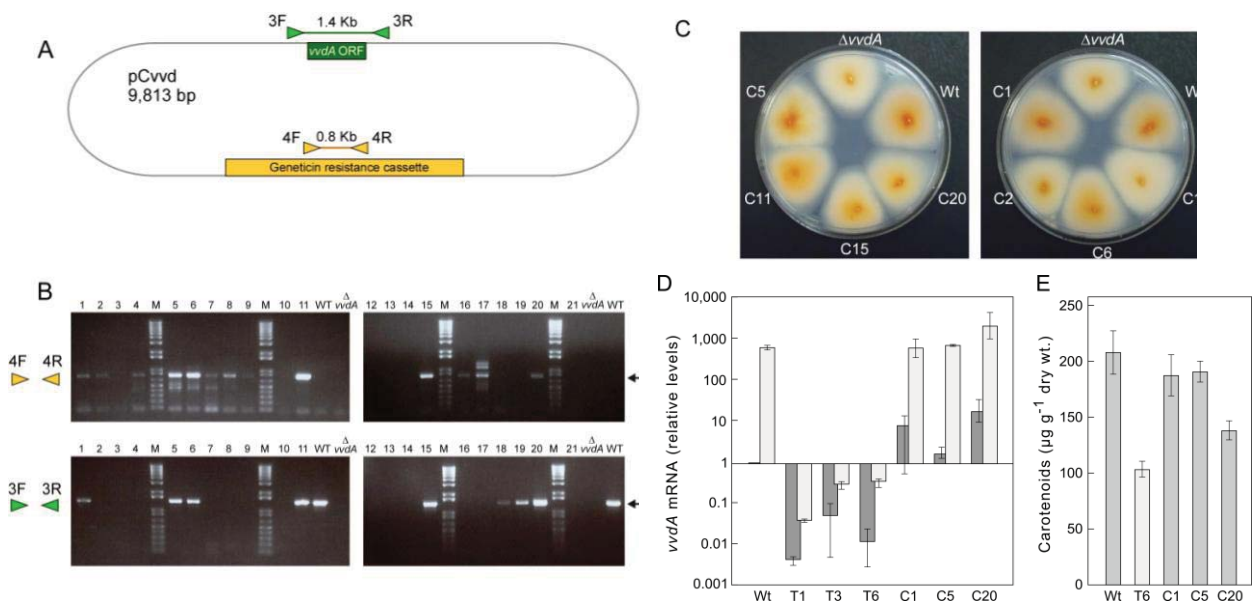 A
3F 1.4 Kb 3R
vvdA ORF
pCvvd
9,813 bp
4F 0.8 Kb 4R
Geneticin resistance cassette
B
1 2 3 4 M 5 6 7 8 9 M 10 11 WT Δ vvdA
12 13 14 15 M 16 17 18 19 20 M 21 Δ vvdA WT
4F 4R
1 2 3 4 M 5 6 7 8 9 M 10 11 WT Δ vvdA
12 13 14 15 M 16 17 18 19 20 M 21 Δ vvdA WT
3F 3R
C
ΔvvdA
C5 Wt
C11 C20
C15
ΔvvdA
C1
C2
C6
D
vvdA mRNA (relative levels)
10,000
1,000
100
10
1
0.1
0.01
0.001
Wt T1 T3 T6 C1 C5 C20
E
Carotenoids (μg g⁻¹ dry wt.)
250
200
150
100
50
0
Wt T6 C1 C5 C20